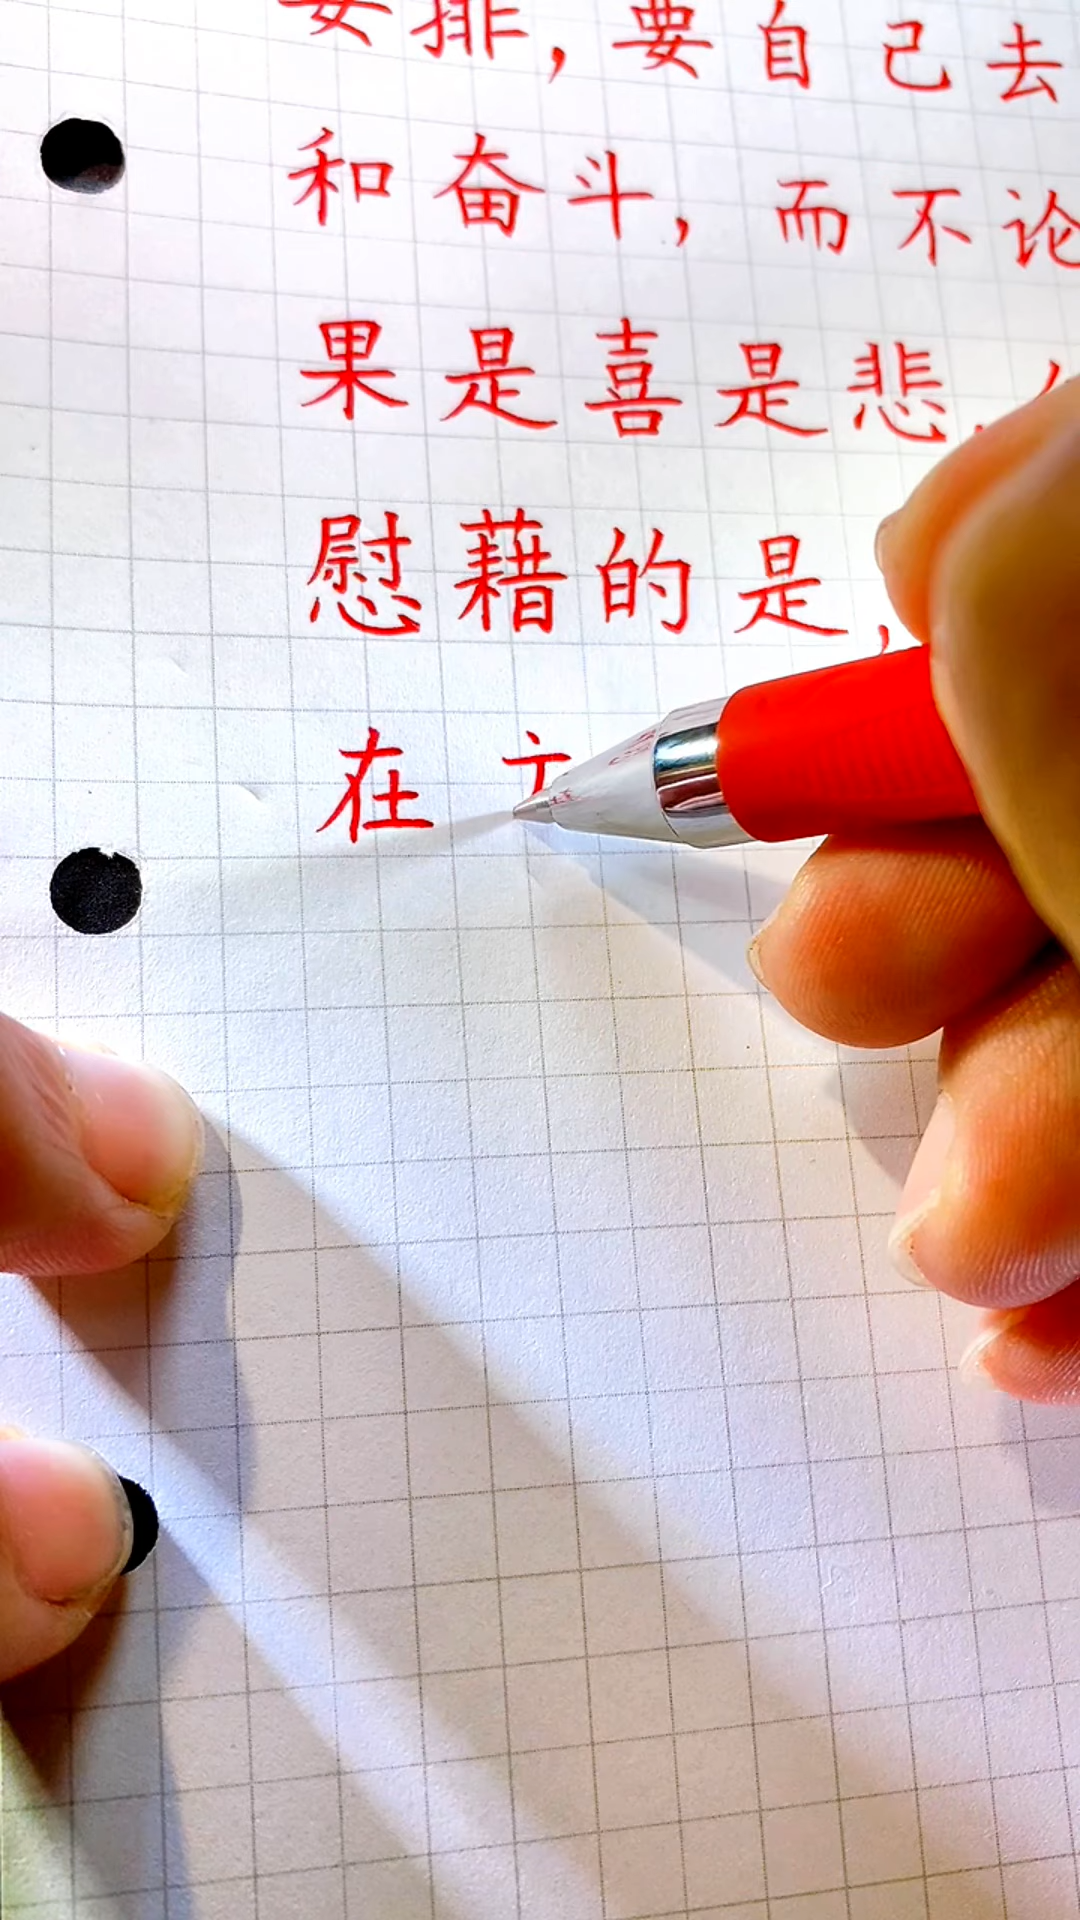 安排，要自己去
和奋斗，而不论
果是喜是悲，
慰藉的是，
在